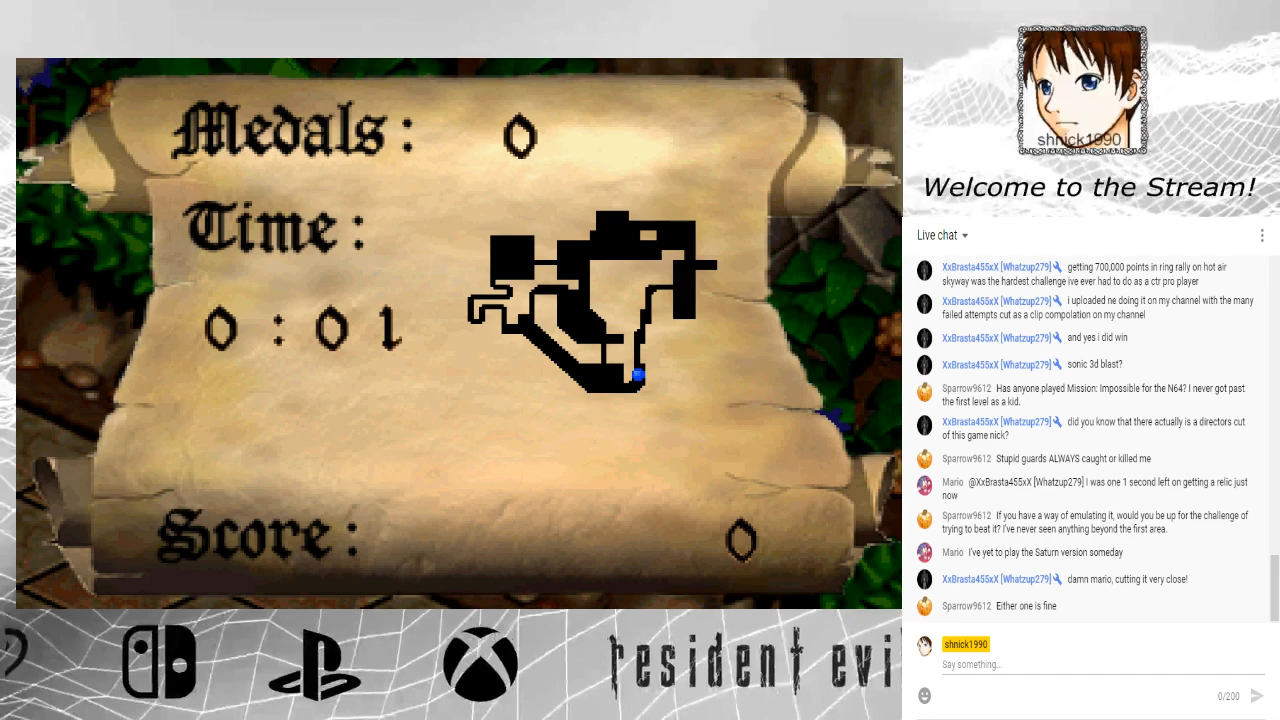 Medals: 0
Time:
0:01
Score: 0
resident evi
shnick1990
Welcome to the Stream!
Live chat
XxBrasta455xX [Whatzup279] getting 700,000 points in ring rally on hot air
skyway was the hardest challenge ive ever had to do as a ctr pro player
XxBrasta455xX [Whatzup279] i uploaded ne doing it on my channel with the many
failed attempts cut as a clip compolation on my channel
XxBrasta455xX [Whatzup279] and yes i did win
XxBrasta455xX [Whatzup279] sonic 3d blast?
Sparrow9612 Has anyone played Mission: Impossible for the N64? I never got past
the first level as a kid.
XxBrasta455xX [Whatzup279] did you know that there actually is a directors cut
of this game nick?
Sparrow9612 Stupid guards ALWAYS caught or killed me
Mario @XxBrasta455xX [Whatzup279] I was one 1 second left on getting a relic just
now
Sparrow9612 If you have a way of emulating it, would you be up for the challenge of
trying to beat it? I've never seen anything beyond the first area.
Mario I've yet to play the Saturn version someday
XxBrasta455xX [Whatzup279] damn mario, cutting it very close!
Sparrow9612 Either one is fine
shnick1990
Say something...
0/200